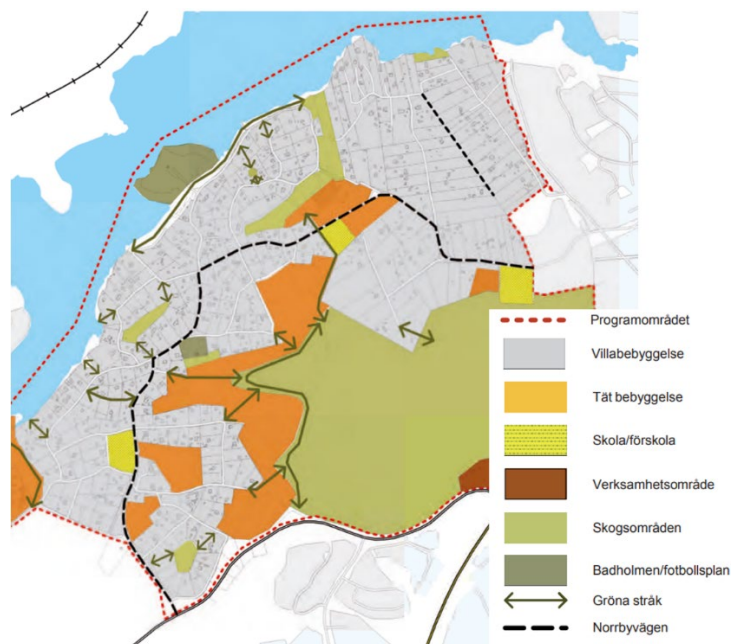 Programområdet
Villabebyggelse
Tät bebyggelse
Skola/förskola
Verksamhetsområde
Skogsområden
Badholmen/fotbollsplan
Gröna stråk
Norrbyvägen